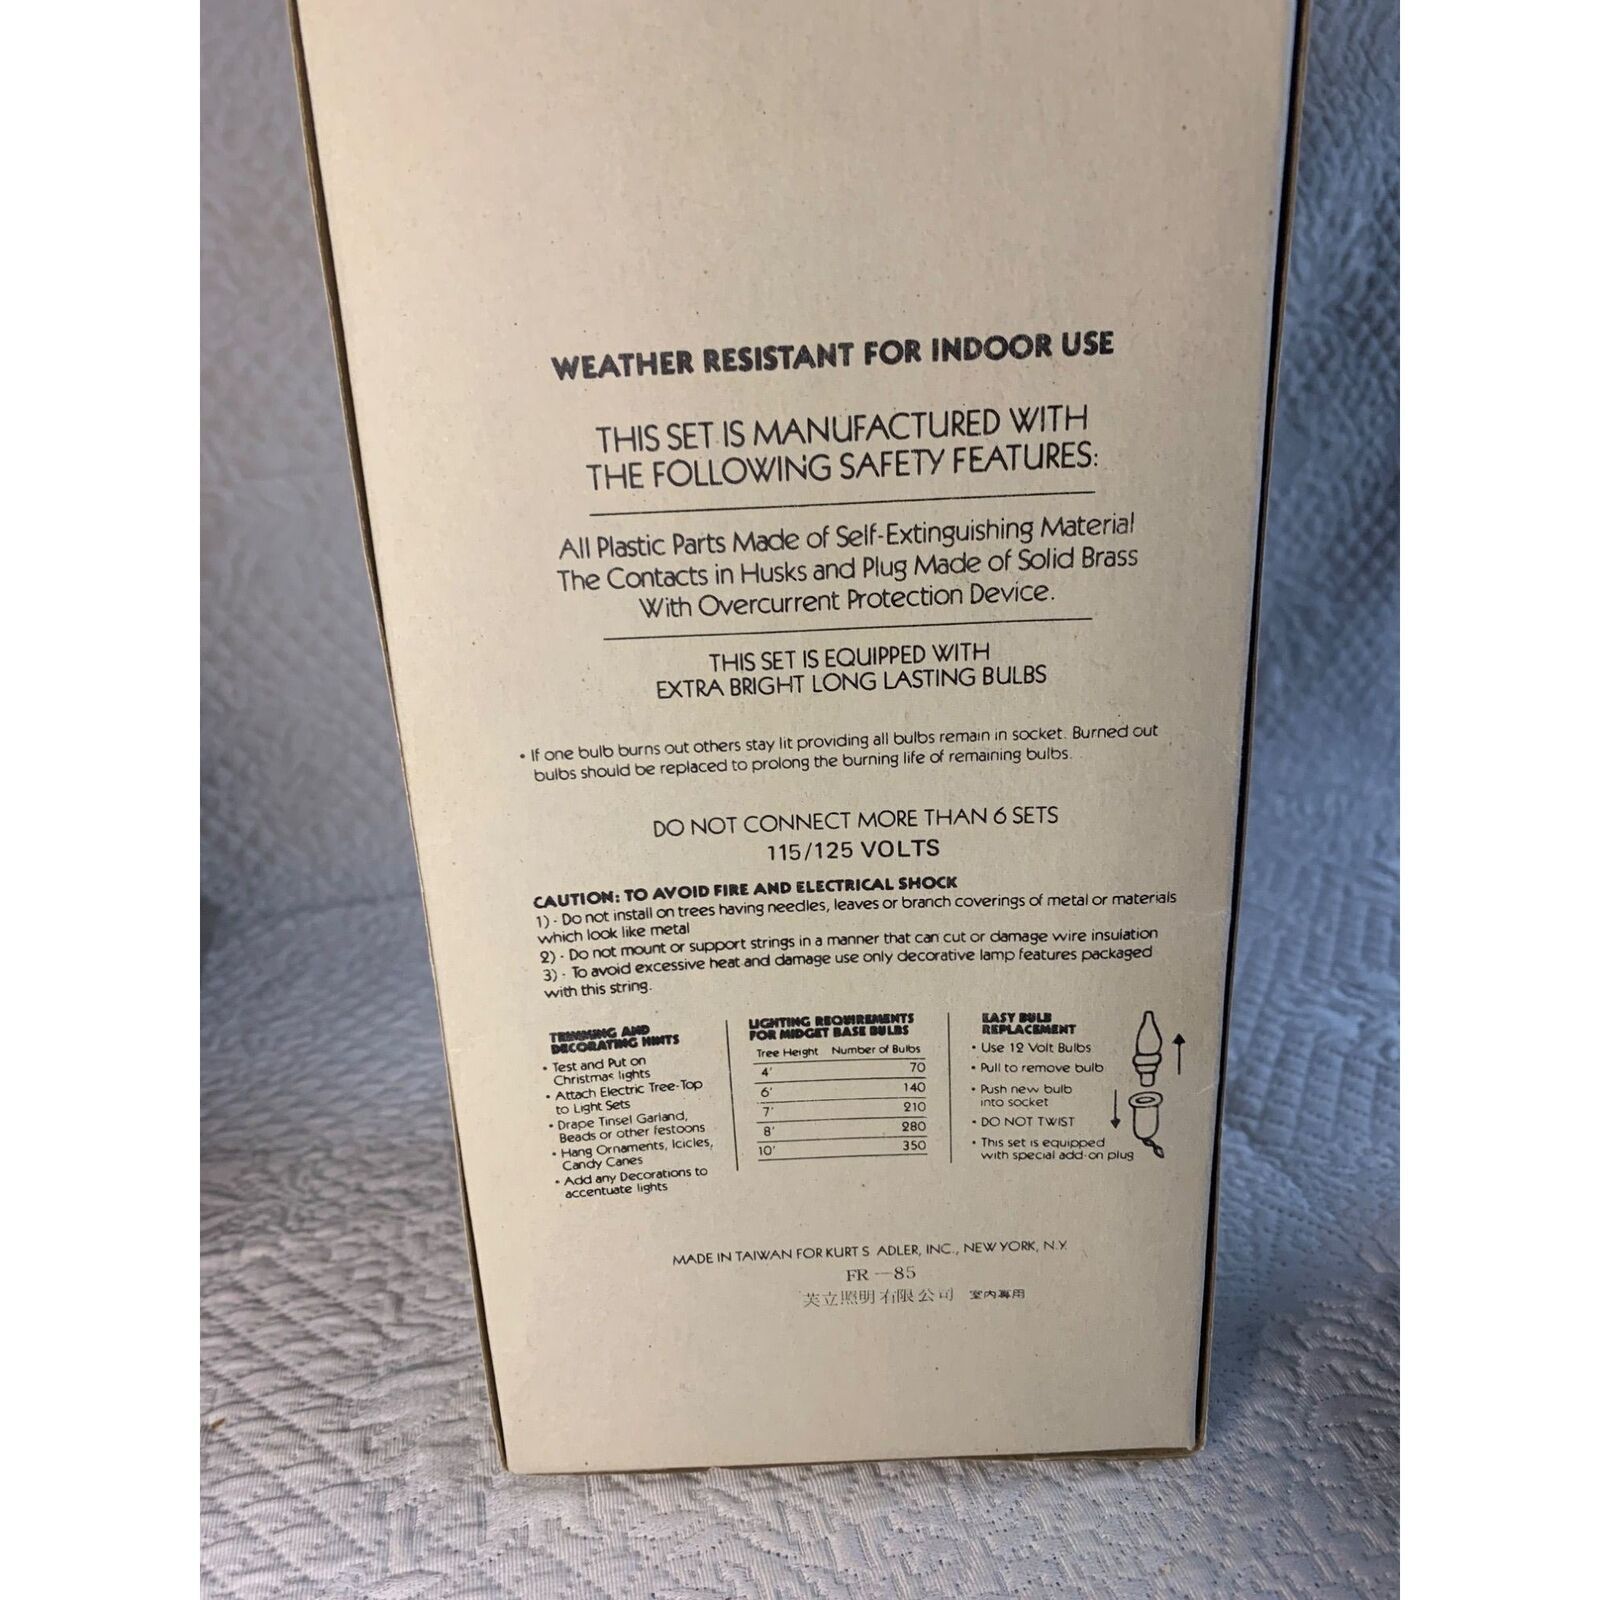 WEATHER RESISTANT FOR INDOOR USE
THIS SET IS MANUFACTURED WITH
THE FOLLOWING SAFETY FEATURES:
All Plastic Parts Made of Self-Extinguishing Material
The Contacts in Husks and Plug Made of Solid Brass
With Overcurrent Protection Device.
THIS SET IS EQUIPPED WITH
EXTRA BRIGHT LONG LASTING BULBS
• If one bulb burns out others stay lit providing all bulbs remain in socket. Burned out
bulbs should be replaced to prolong the burning life of remaining bulbs.
DO NOT CONNECT MORE THAN 6 SETS
115/125 VOLTS
CAUTION: TO AVOID FIRE AND ELECTRICAL SHOCK
1) - Do not install on trees having needles, leaves or branch coverings of metal or materials
which look like metal
2) - Do not mount or support strings in a manner that can cut or damage wire insulation
3) - To avoid excessive heat and damage use only decorative lamp features packaged
with this string.
TRIMMING AND
DECORATING HINTS
• Test and Put on
Christmas lights
• Attach Electric Tree-Top
to Light Sets
• Drape Tinsel Garland,
Beads or other festoons
• Hang Ornaments, Icicles,
Candy Canes
• Add any Decorations to
accentuate lights
LIGHTING REQUIREMENTS
FOR MIDGET BASE BULBS
Tree Height Number of Bulbs
4' 70
6' 140
7' 210
8' 280
10' 350
EASY BULB
REPLACEMENT
• Use 12 Volt Bulbs
• Pull to remove bulb
• Push new bulb
into socket
• DO NOT TWIST
• This set is equipped
with special add-on plug
MADE IN TAIWAN FOR KURT S ADLER, INC., NEW YORK, N.Y.
FR—85
芙立照明有限公司 室內專用